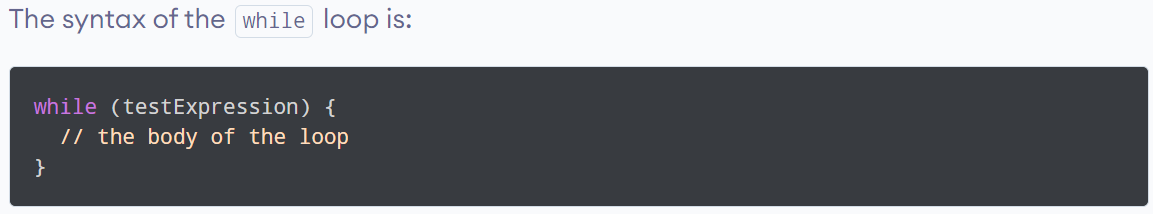 The syntax of the while loop is:
while (testExpression) {
  // the body of the loop
}